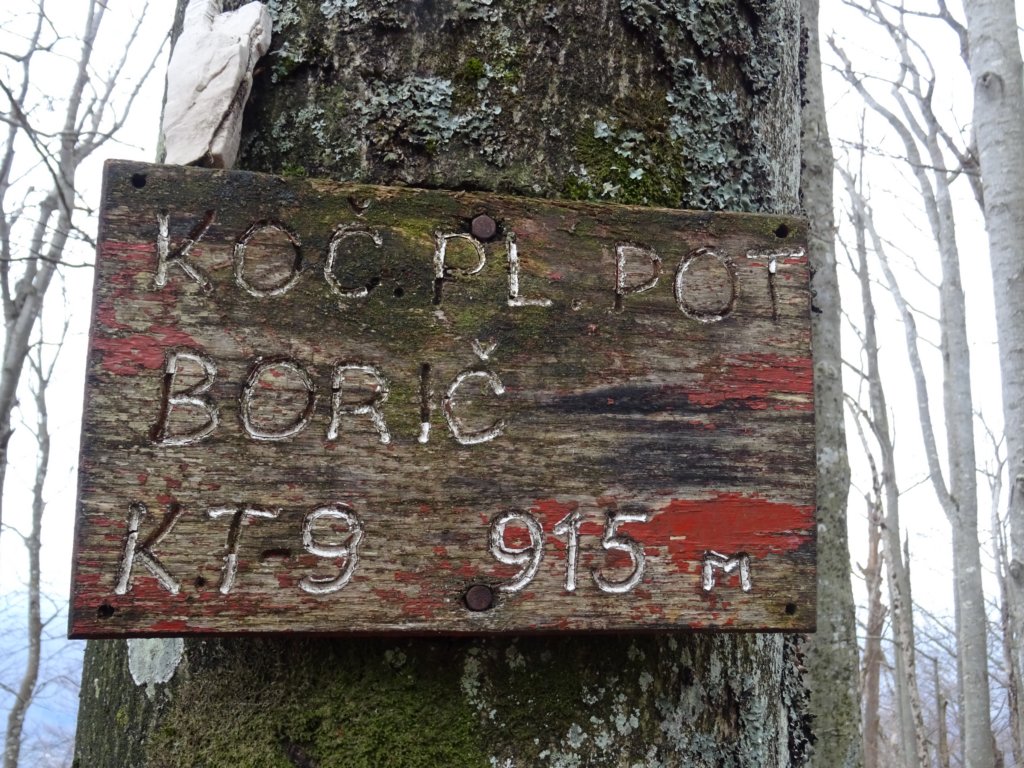 KOČ. PL. POT
BORIČ
KT-9 915 M